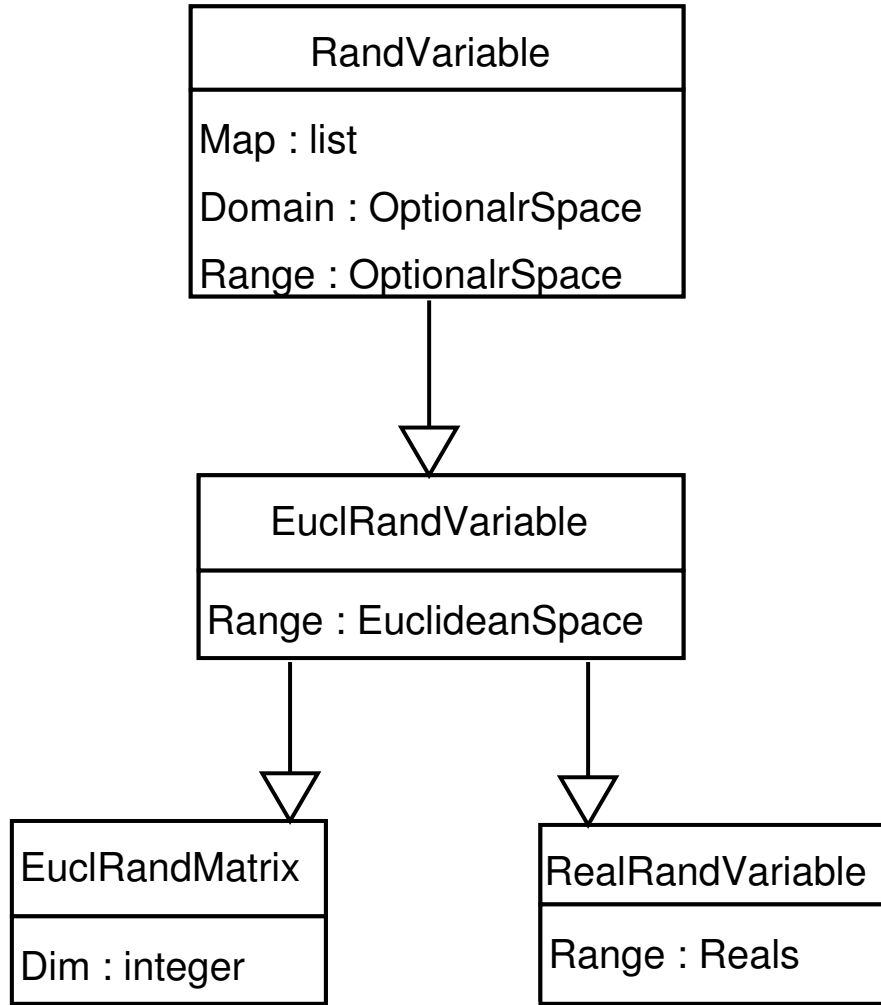 RandVariable
Map : list
Domain : OptionalrSpace
Range : OptionalrSpace
EuclRandVariable
Range : EuclideanSpace
EuclRandMatrix
Dim : integer
RealRandVariable
Range : Reals